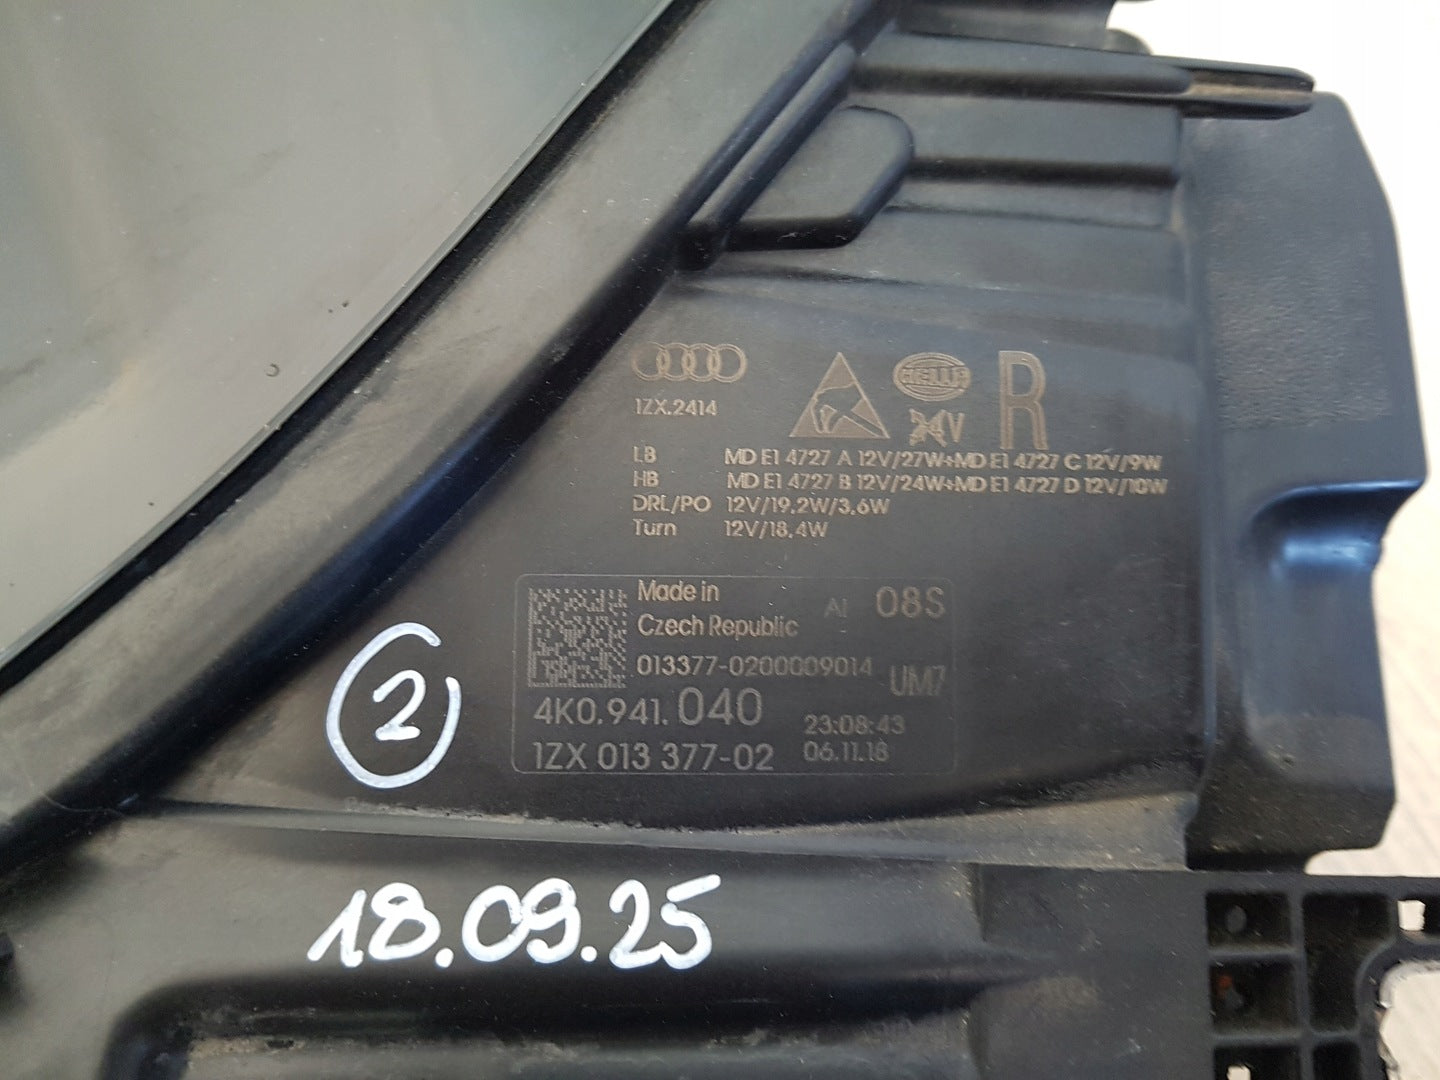 1ZX.2414
HELLA
R
LB MD E1 4727 A 12V/27W+MD E1 4727 C 12V/9W
HB MD E1 4727 B 12V/24W+MD E1 4727 D 12V/10W
DRL/PO 12V/19.2W/3.6W
Turn 12V/18.4W
Made in
Czech Republic
AI 08S
013377-0200009014
UM7
4K0.941.040
23:08:43
1ZX 013 377-02
06.11.18
2
18.09.25